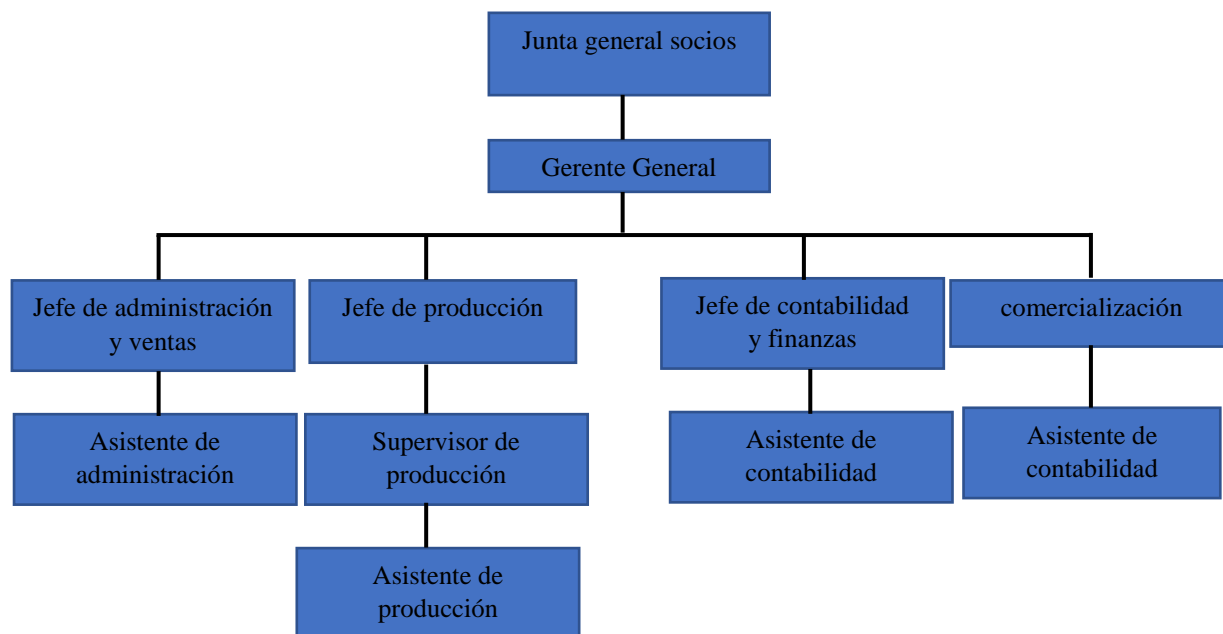 Junta general socios
Gerente General
Jefe de administración
y ventas
Jefe de producción
Jefe de contabilidad
y finanzas
comercialización
Asistente de
administración
Supervisor de
producción
Asistente de
contabilidad
Asistente de
contabilidad
Asistente de
producción